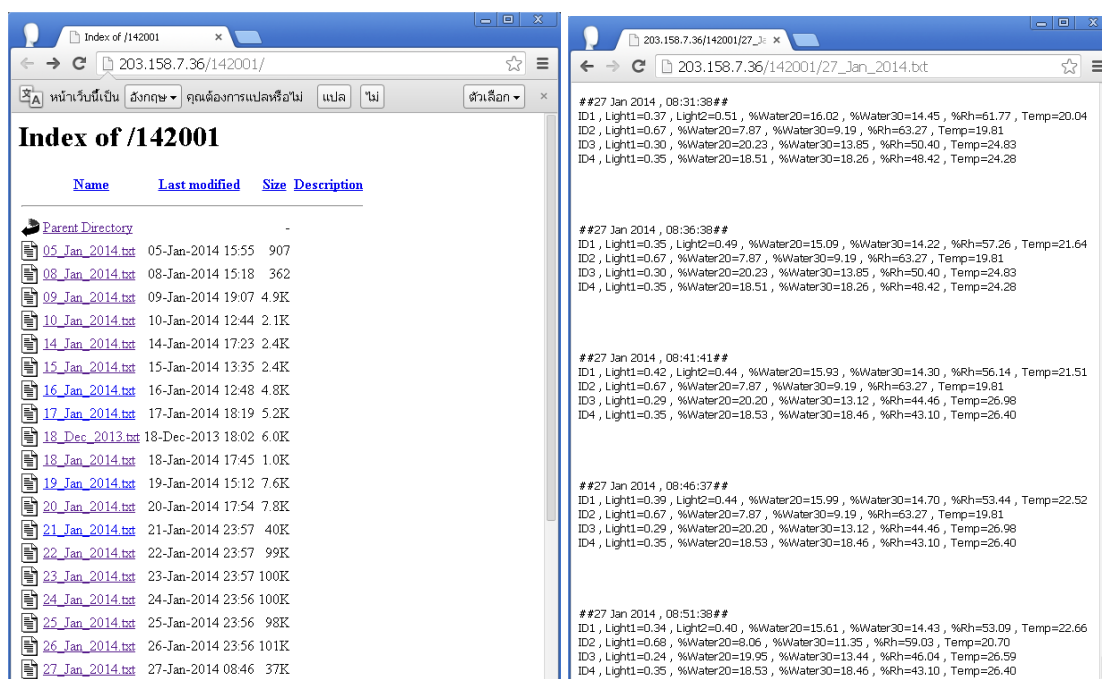 Index of /142001
203.158.7.36/142001/
หน้าเว็บนี้เป็น อังกฤษ คุณต้องการแปลหรือไม่ แปล ไม่ ตัวเลือก
Index of /142001
Name Last modified Size Description
Parent Directory -
05_Jan_2014.txt 05-Jan-2014 15:55 907
08_Jan_2014.txt 08-Jan-2014 15:18 362
09_Jan_2014.txt 09-Jan-2014 19:07 4.9K
10_Jan_2014.txt 10-Jan-2014 12:44 2.1K
14_Jan_2014.txt 14-Jan-2014 17:23 2.4K
15_Jan_2014.txt 15-Jan-2014 13:35 2.4K
16_Jan_2014.txt 16-Jan-2014 12:48 4.8K
17_Jan_2014.txt 17-Jan-2014 18:19 5.2K
18_Dec_2013.txt 18-Dec-2013 18:02 6.0K
18_Jan_2014.txt 18-Jan-2014 17:45 1.0K
19_Jan_2014.txt 19-Jan-2014 15:12 7.6K
20_Jan_2014.txt 20-Jan-2014 17:54 7.8K
21_Jan_2014.txt 21-Jan-2014 23:57 40K
22_Jan_2014.txt 22-Jan-2014 23:57 99K
23_Jan_2014.txt 23-Jan-2014 23:57 100K
24_Jan_2014.txt 24-Jan-2014 23:56 100K
25_Jan_2014.txt 25-Jan-2014 23:56 98K
26_Jan_2014.txt 26-Jan-2014 23:56 101K
27_Jan_2014.txt 27-Jan-2014 08:46 37K
203.158.7.36/142001/27_Ja
203.158.7.36/142001/27_Jan_2014.txt
##27 Jan 2014 , 08:31:38##
ID1 , Light1=0.37 , Light2=0.51 , %Water20=16.02 , %Water30=14.45 , %Rh=61.77 , Temp=20.04
ID2 , Light1=0.67 , %Water20=7.87 , %Water30=9.19 , %Rh=63.27 , Temp=19.81
ID3 , Light1=0.30 , %Water20=20.23 , %Water30=13.85 , %Rh=50.40 , Temp=24.83
ID4 , Light1=0.35 , %Water20=18.51 , %Water30=18.26 , %Rh=48.42 , Temp=24.28
##27 Jan 2014 , 08:36:38##
ID1 , Light1=0.35 , Light2=0.49 , %Water20=15.09 , %Water30=14.22 , %Rh=57.26 , Temp=21.64
ID2 , Light1=0.67 , %Water20=7.87 , %Water30=9.19 , %Rh=63.27 , Temp=19.81
ID3 , Light1=0.30 , %Water20=20.23 , %Water30=13.85 , %Rh=50.40 , Temp=24.83
ID4 , Light1=0.35 , %Water20=18.51 , %Water30=18.26 , %Rh=48.42 , Temp=24.28
##27 Jan 2014 , 08:41:41##
ID1 , Light1=0.42 , Light2=0.44 , %Water20=15.93 , %Water30=14.30 , %Rh=56.14 , Temp=21.51
ID2 , Light1=0.67 , %Water20=7.87 , %Water30=9.19 , %Rh=63.27 , Temp=19.81
ID3 , Light1=0.29 , %Water20=20.20 , %Water30=13.12 , %Rh=44.46 , Temp=26.98
ID4 , Light1=0.35 , %Water20=18.53 , %Water30=18.46 , %Rh=43.10 , Temp=26.40
##27 Jan 2014 , 08:46:37##
ID1 , Light1=0.39 , Light2=0.44 , %Water20=15.99 , %Water30=14.70 , %Rh=53.44 , Temp=22.52
ID2 , Light1=0.67 , %Water20=7.87 , %Water30=9.19 , %Rh=63.27 , Temp=19.81
ID3 , Light1=0.29 , %Water20=20.20 , %Water30=13.12 , %Rh=44.46 , Temp=26.98
ID4 , Light1=0.35 , %Water20=18.53 , %Water30=18.46 , %Rh=43.10 , Temp=26.40
##27 Jan 2014 , 08:51:38##
ID1 , Light1=0.34 , Light2=0.40 , %Water20=15.61 , %Water30=14.43 , %Rh=53.09 , Temp=22.66
ID2 , Light1=0.68 , %Water20=8.06 , %Water30=11.35 , %Rh=59.03 , Temp=20.70
ID3 , Light1=0.24 , %Water20=19.95 , %Water30=13.44 , %Rh=46.04 , Temp=26.59
ID4 , Light1=0.35 , %Water20=18.53 , %Water30=18.46 , %Rh=43.10 , Temp=26.40